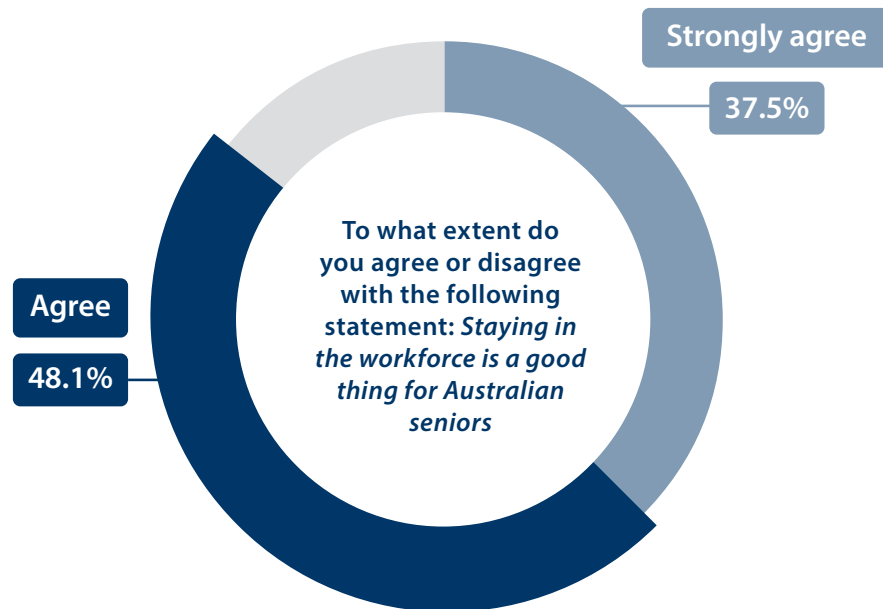 Strongly agree
37.5%
To what extent do
you agree or disagree
with the following
statement: Staying in
the workforce is a good
thing for Australian
seniors
Agree
48.1%